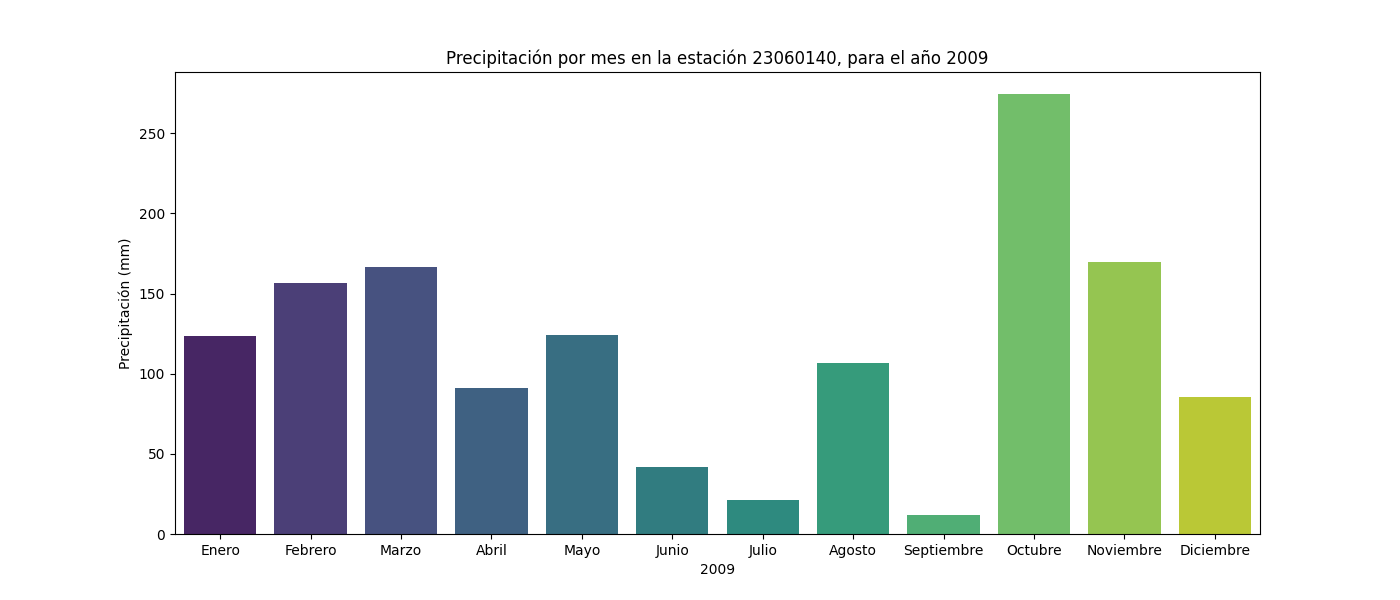 Precipitación por mes en la estación 23060140, para el año 2009
Precipitación (mm)
250
200
150
100
50
0
Enero Febrero Marzo Abril Mayo Junio Julio Agosto Septiembre Octubre Noviembre Diciembre
2009